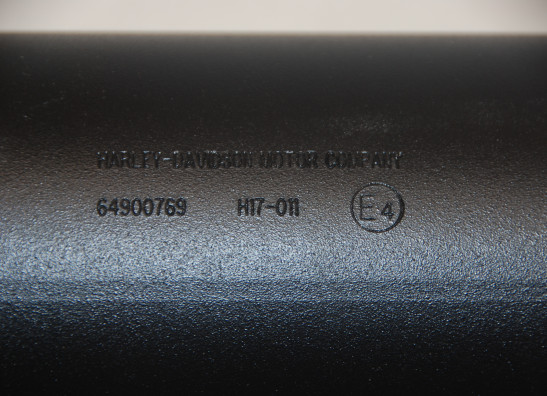 HARLEY-DAVIDSON MOTOR COMPANY
64900769 H17-011 E4